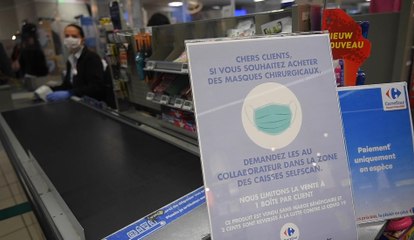 CHERS CLIENTS,
SI VOUS SOUHAITEZ ACHETER
DES MASQUES CHIRURGICAUX,
DEMANDEZ LES AU
COLLABORATEUR DANS LA ZONE
DES CAISSES SELFSCAN.
NOUS LIMITONS LA VENTE À
1 BOÎTE PAR CLIENT
NIEUW
NOUVEAU
Carrefour
Paiement
uniquement
en espèce